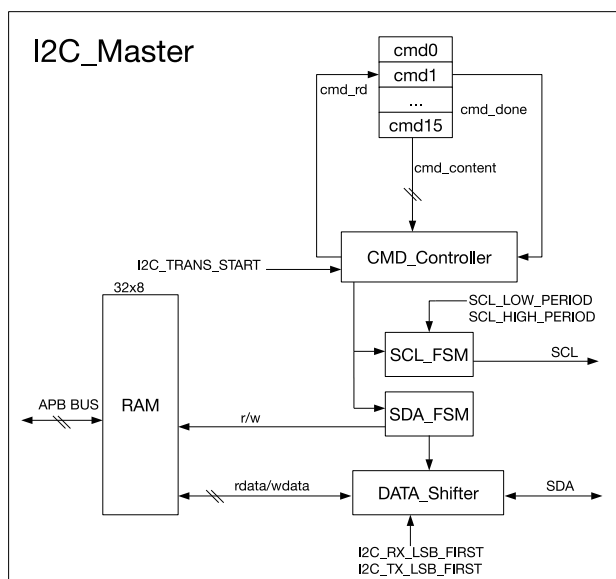 I2C_Master
cmd0
cmd1
...
cmd15
cmd_rd
cmd_done
cmd_content
CMD_Controller
I2C_TRANS_START
32x8
SCL_LOW_PERIOD
SCL_HIGH_PERIOD
SCL_FSM
SCL
APB BUS
RAM
SDA_FSM
r/w
rdata/wdata
DATA_Shifter
SDA
I2C_RX_LSB_FIRST
I2C_TX_LSB_FIRST